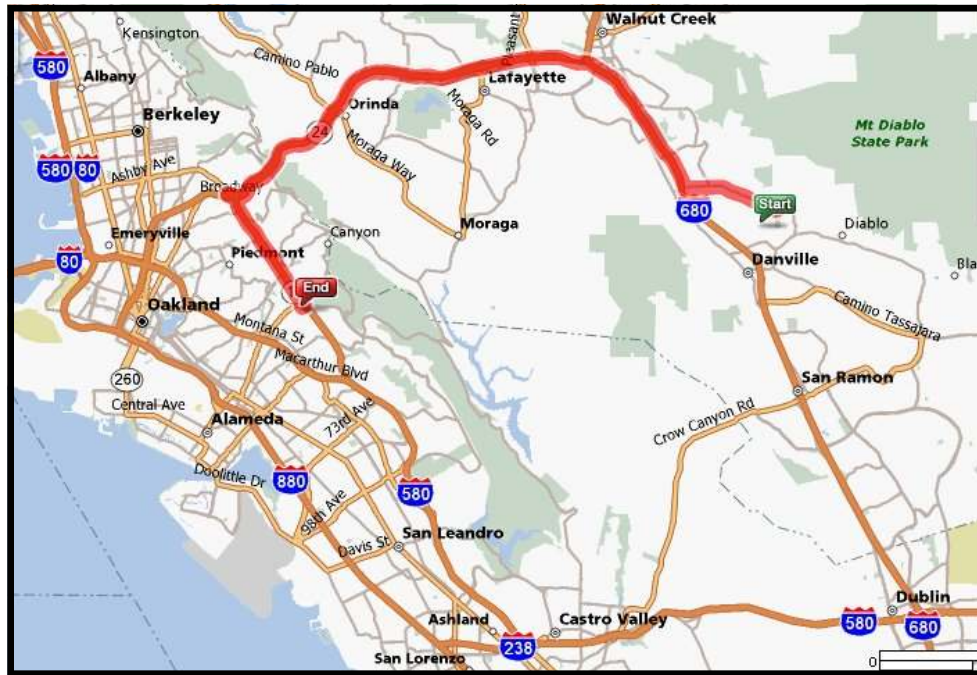 Walnut Creek
Kensington
Pleasant
580
Camino Pablo
Albany
Lafayette
Orinda
Berkeley
24
Moraga Rd
Mt Diablo
State Park
Moraga Way
Ashby Ave
580
80
Broadway
680
Start
Moraga
Canyon
Diablo
Emeryville
Piedmont
80
Danville
Bla
End
Oakland
Camino Tassajara
Montana St
Macarthur Blvd
260
San Ramon
Central Ave
Alameda
73rd Ave
Crow Canyon Rd
Doolittle Dr
880
580
98th Ave
San Leandro
Davis St
Dublin
Ashland
Castro Valley
580
680
238
San Lorenzo
0